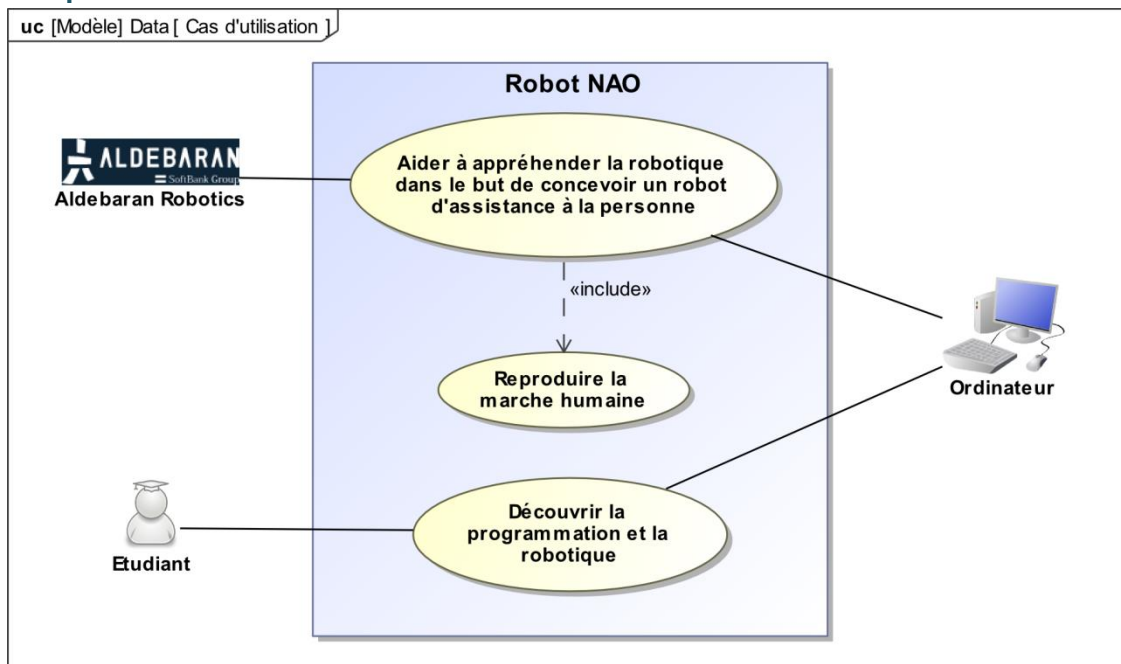 uc [Modèle] Data [ Cas d'utilisation ]
Robot NAO
ALDEBARAN
SoftBank Group
Aldebaran Robotics
Aider à appréhender la robotique
dans le but de concevoir un robot
d'assistance à la personne
«include»
Reproduire la
marche humaine
Ordinateur
Découvrir la
programmation et la
robotique
Etudiant